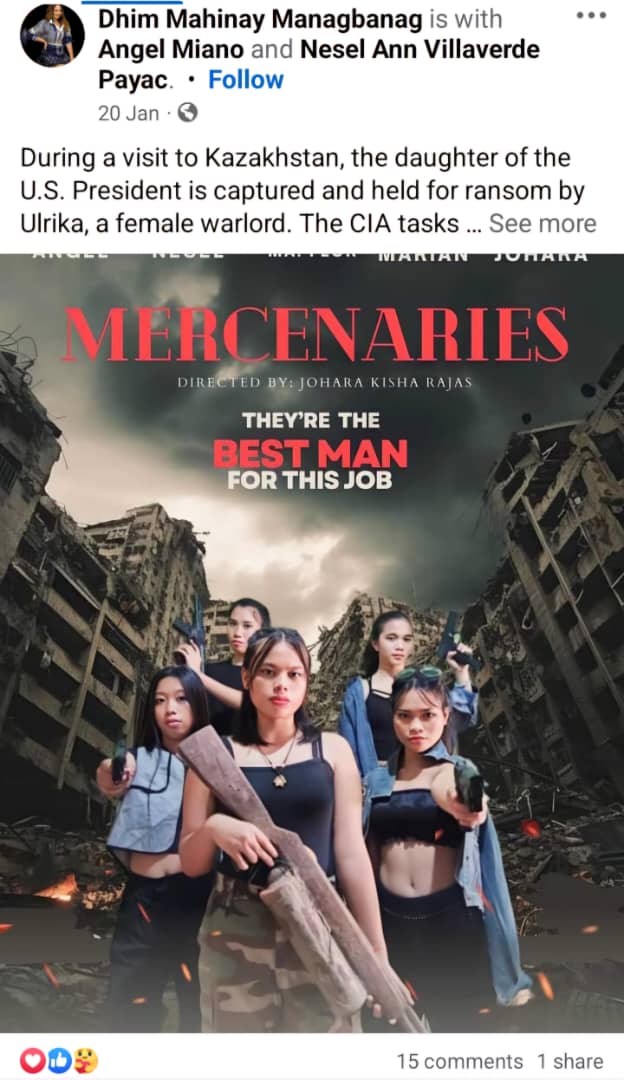 Dhim Mahinay Managbanag is with
Angel Miano and Nesel Ann Villaverde
Payac. • Follow
20 Jan ·
During a visit to Kazakhstan, the daughter of the
U.S. President is captured and held for ransom by
Ulrika, a female warlord. The CIA tasks ... See more
ANGEL NESEL MARIAN JOHARA
MERCENARIES
DIRECTED BY: JOHARA KISHA RAJAS
THEY'RE THE
BEST MAN
FOR THIS JOB
15 comments 1 share